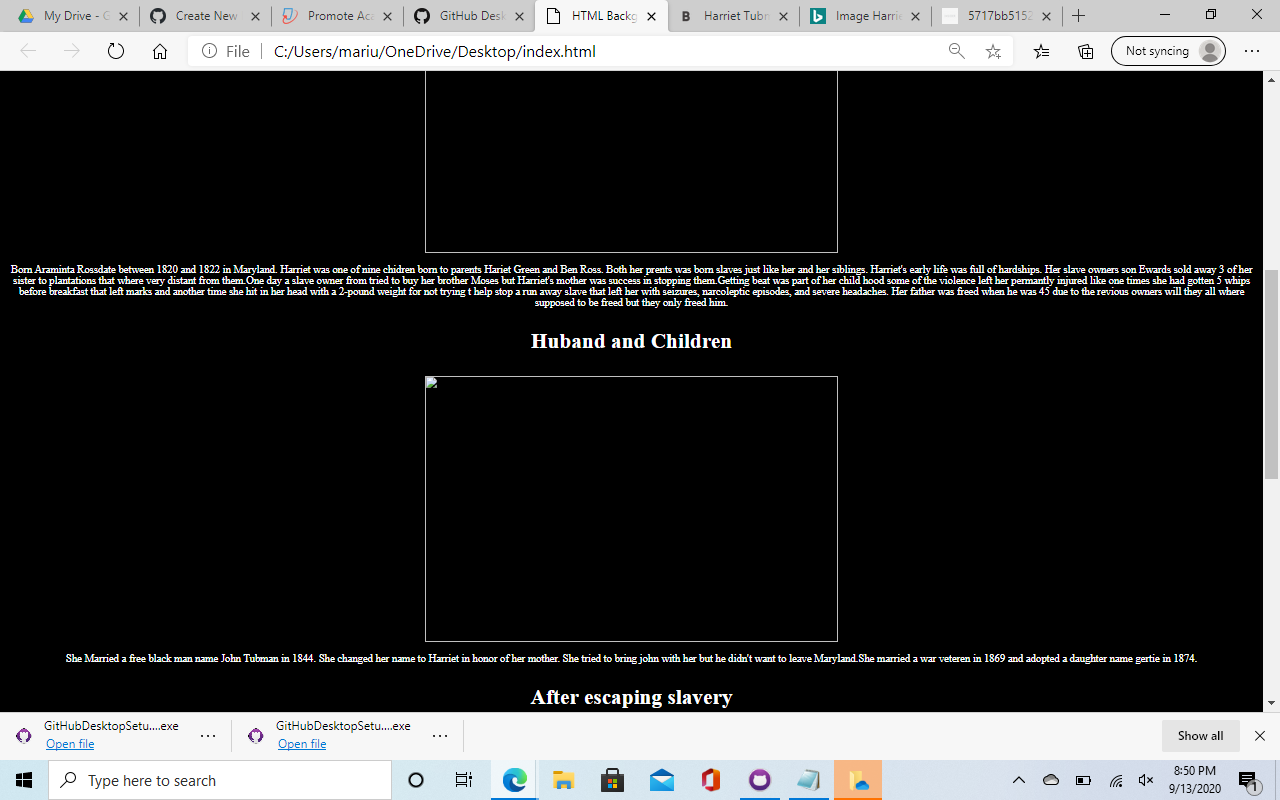 My Drive - G
Create New
Promote Aca
GitHub Desk
HTML Backg
Harriet Tubm
Image Harrie
5717bb5152
File
C:/Users/mariu/OneDrive/Desktop/index.html
Not syncing
Born Araminta Rossdate between 1820 and 1822 in Maryland. Harriet was one of nine chidren born to parents Hariet Green and Ben Ross. Both her prents was born slaves just like her and her siblings. Harriet's early life was full of hardships. Her slave owners son Ewards sold away 3 of her
sister to plantations that where very distant from them.One day a slave owner from tried to buy her brother Moses but Harriet's mother was success in stopping them.Getting beat was part of her child hood some of the violence left her permantly injured like one times she had gotten 5 whips
before breakfast that left marks and another time she hit in her head with a 2-pound weight for not trying t help stop a run away slave that left her with seizures, narcoleptic episodes, and severe headaches. Her father was freed when he was 45 due to the revious owners will they all where
supposed to be freed but they only freed him.
Huband and Children
She Married a free black man name John Tubman in 1844. She changed her name to Harriet in honor of her mother. She tried to bring john with her but he didn't want to leave Maryland.She married a war veteren in 1869 and adopted a daughter name gertie in 1874.
After escaping slavery
GitHubDesktopSetu....exe
Open file
GitHubDesktopSetu....exe
Open file
Show all
Type here to search
8:50 PM
9/13/2020
1